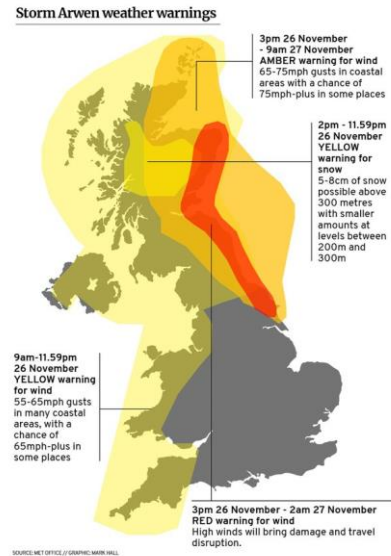 Storm Arwen weather warnings
3pm 26 November
- 9am 27 November
AMBER warning for wind
65-75mph gusts in coastal
areas with a chance of
75mph-plus in some places
2pm - 11.59pm
26 November
YELLOW
warning for
snow
5-8cm of snow
possible above
300 metres
with smaller
amounts at
levels between
200m and
300m
9am-11.59pm
26 November
YELLOW warning
for wind
55-65mph gusts
in many coastal
areas, with a
chance of
65mph-plus in
some places
3pm 26 November - 2am 27 November
RED warning for wind
High winds will bring damage and travel
disruption.
SOURCE: MET OFFICE // GRAPHIC: MARK HALL